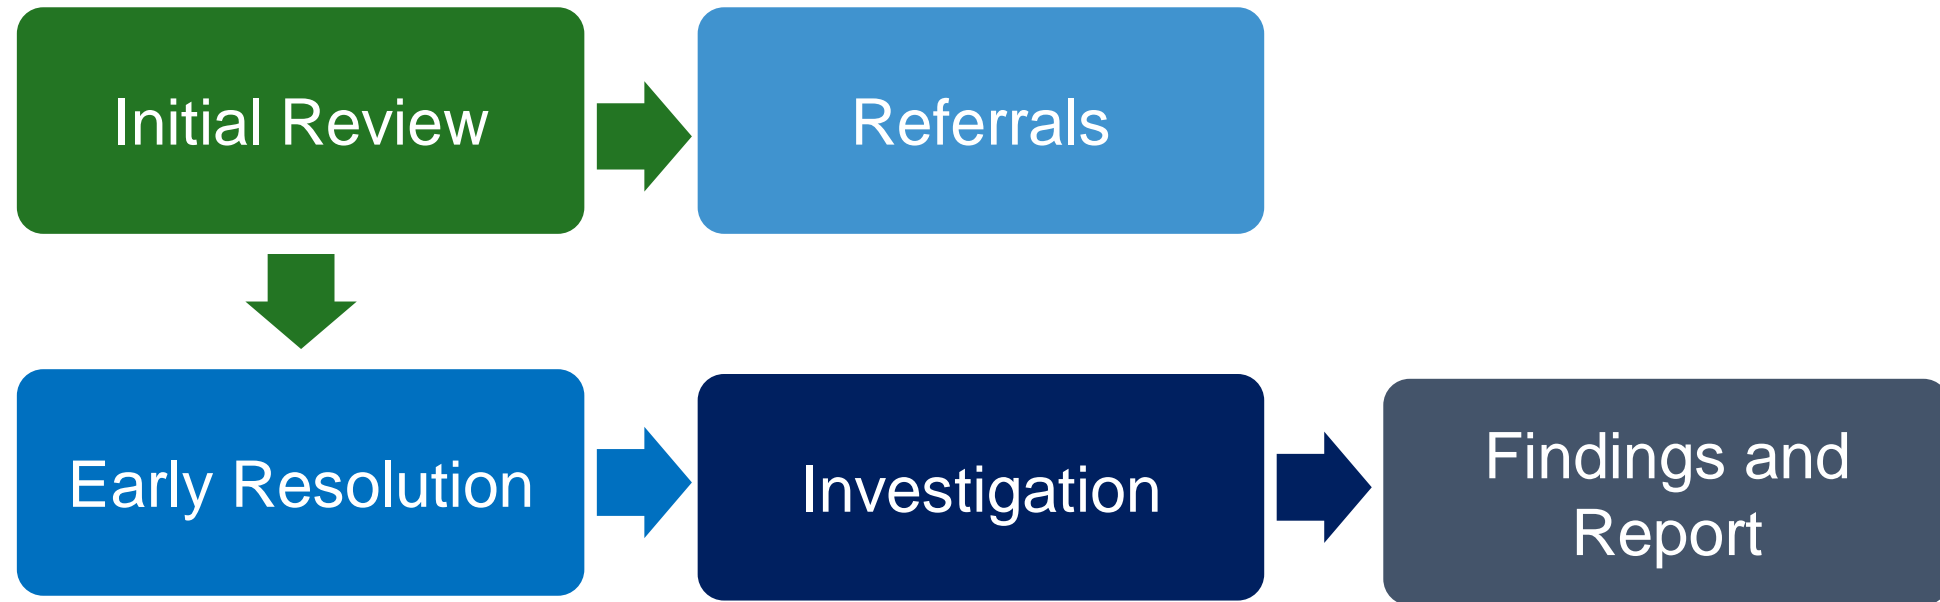 Initial Review
Referrals
Early Resolution
Investigation
Findings and
Report